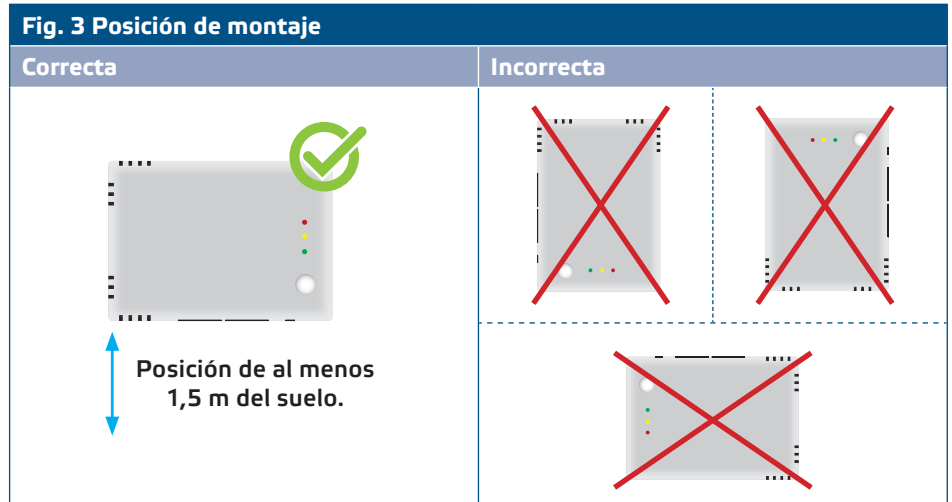 Fig. 3 Posición de montaje
Correcta
Incorrecta
Posición de al menos
1,5 m del suelo.